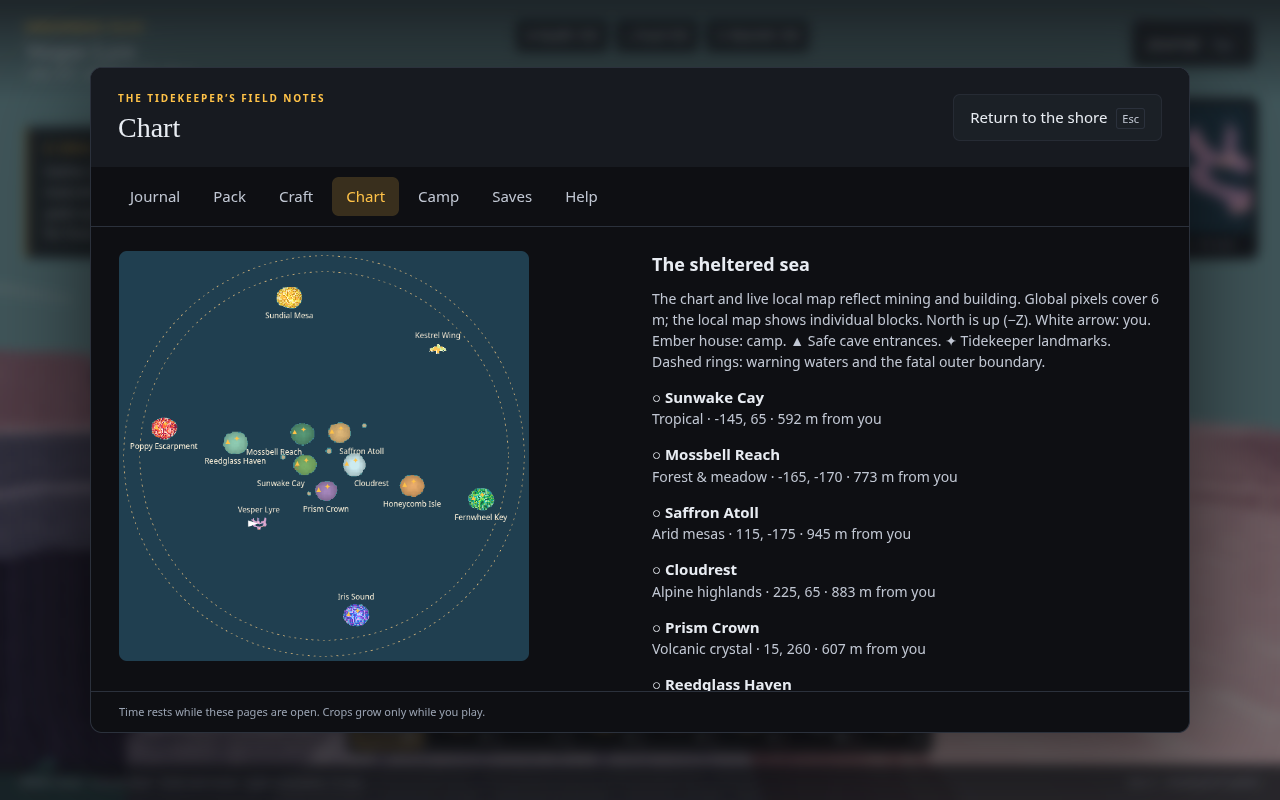 THE TIDEKEEPER'S FIELD NOTES
Chart
Return to the shore Esc
Journal Pack Craft Chart Camp Saves Help
Sundial Mesa
Kestrel Wing
Poppy Escarpment
Mossbell Reach
Saffron Atoll
Reedglass Haven
Sunwake Cay
Cloudrest
Honeycomb Isle
Prism Crown
Vesper Lyre
Fernwheel Key
Iris Sound
The sheltered sea
The chart and live local map reflect mining and building. Global pixels cover 6
m; the local map shows individual blocks. North is up (−Z). White arrow: you.
Ember house: camp. ▲ Safe cave entrances. ✦ Tidekeeper landmarks.
Dashed rings: warning waters and the fatal outer boundary.
○ Sunwake Cay
Tropical · -145, 65 · 592 m from you
○ Mossbell Reach
Forest & meadow · -165, -170 · 773 m from you
○ Saffron Atoll
Arid mesas · 115, -175 · 945 m from you
○ Cloudrest
Alpine highlands · 225, 65 · 883 m from you
○ Prism Crown
Volcanic crystal · 15, 260 · 607 m from you
○ Reedglass Haven
Time rests while these pages are open. Crops grow only while you play.